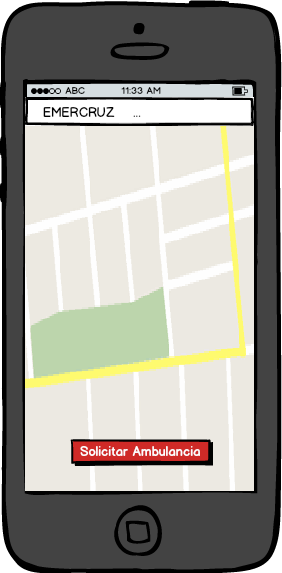 ABC 11:33 AM
EMERCRUZ ...
Solicitar Ambulancia